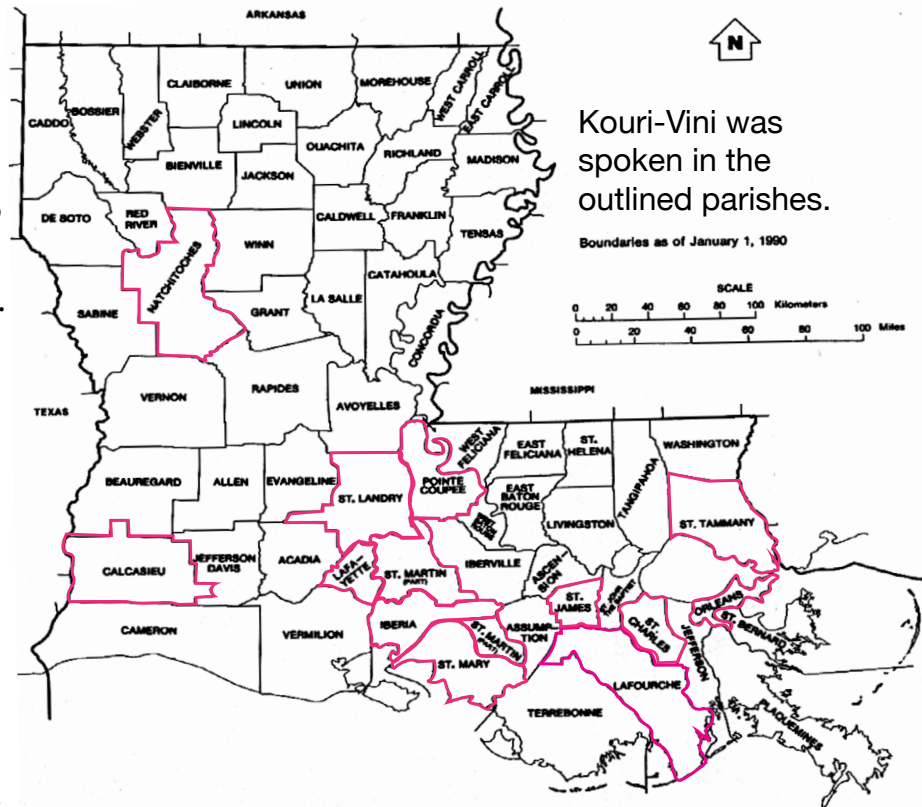 ARKANSAS
N
Kouri-Vini was
spoken in the
outlined parishes.
Boundaries as of January 1, 1990
SCALE
0 20 40 60 80 100 Kilometers
0 20 40 60 80 100 Miles
CADDO
BOSSIER
WEBSTER
CLAIBORNE
UNION
MOREHOUSE
WEST CARROLL
EAST CARROLL
LINCOLN
OUACHITA
RICHLAND
MADISON
BIENVILLE
JACKSON
DE SOTO
RED
RIVER
CALDWELL
FRANKLIN
TENSAS
WINN
NATCHITOCHES
CATAHOULA
SABINE
GRANT
LA SALLE
CONCORDIA
VERNON
RAPIDES
AVOYELLES
TEXAS
MISSISSIPPI
WEST
FELICIANA
EAST
FELICIANA
ST.
HELENA
TANGIPAHOA
WASHINGTON
BEAUREGARD
ALLEN
EVANGELINE
ST. LANDRY
POINTE
COUPEE
EAST
BATON
ROUGE
LIVINGSTON
ST. TAMMANY
CALCASIEU
JEFFERSON
DAVIS
ACADIA
LAFA-
YETTE
ST. MARTIN
(PART)
IBERVILLE
ASCEN-
SION
ST.
JAMES
ST. JOHN
THE BAPTIST
ST.
CHARLES
ORLEANS
ST. BERNARD
JEFFERSON
CAMERON
VERMILION
IBERIA
ST. MARTIN
(PART)
ASSUMP-
TION
ST. MARY
LAFOURCHE
TERREBONNE
PLAQUEMINES